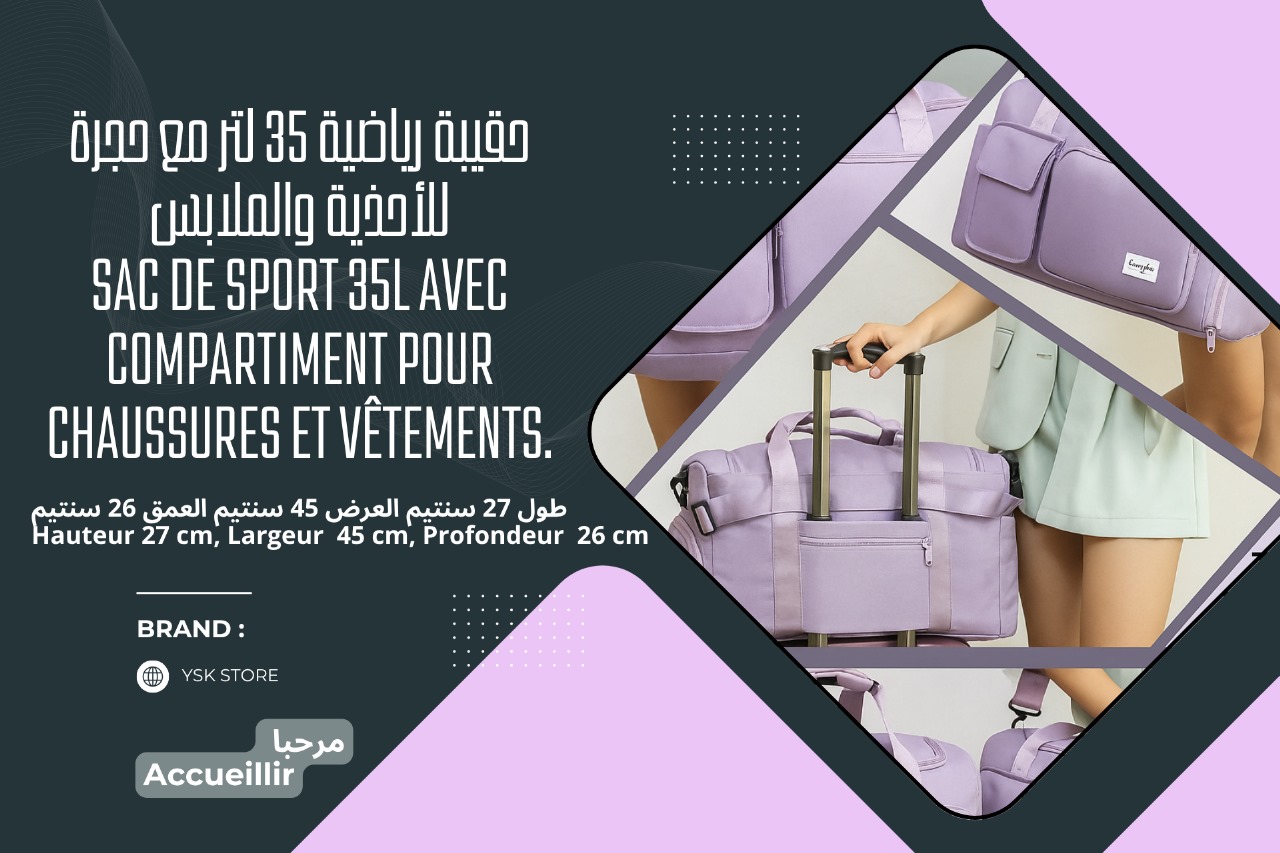 حقيبة رياضية 35 لتر مع حجرة
للأحذية والملابس
SAC DE SPORT 35L AVEC
COMPARTIMENT POUR
CHAUSSURES ET VÊTEMENTS.
طول 27 سنتيم العرض 45 سنتيم العمق 26 سنتيم
Hauteur 27 cm, Largeur 45 cm, Profondeur 26 cm
BRAND :
YSK STORE
مرحبا
Accueillir